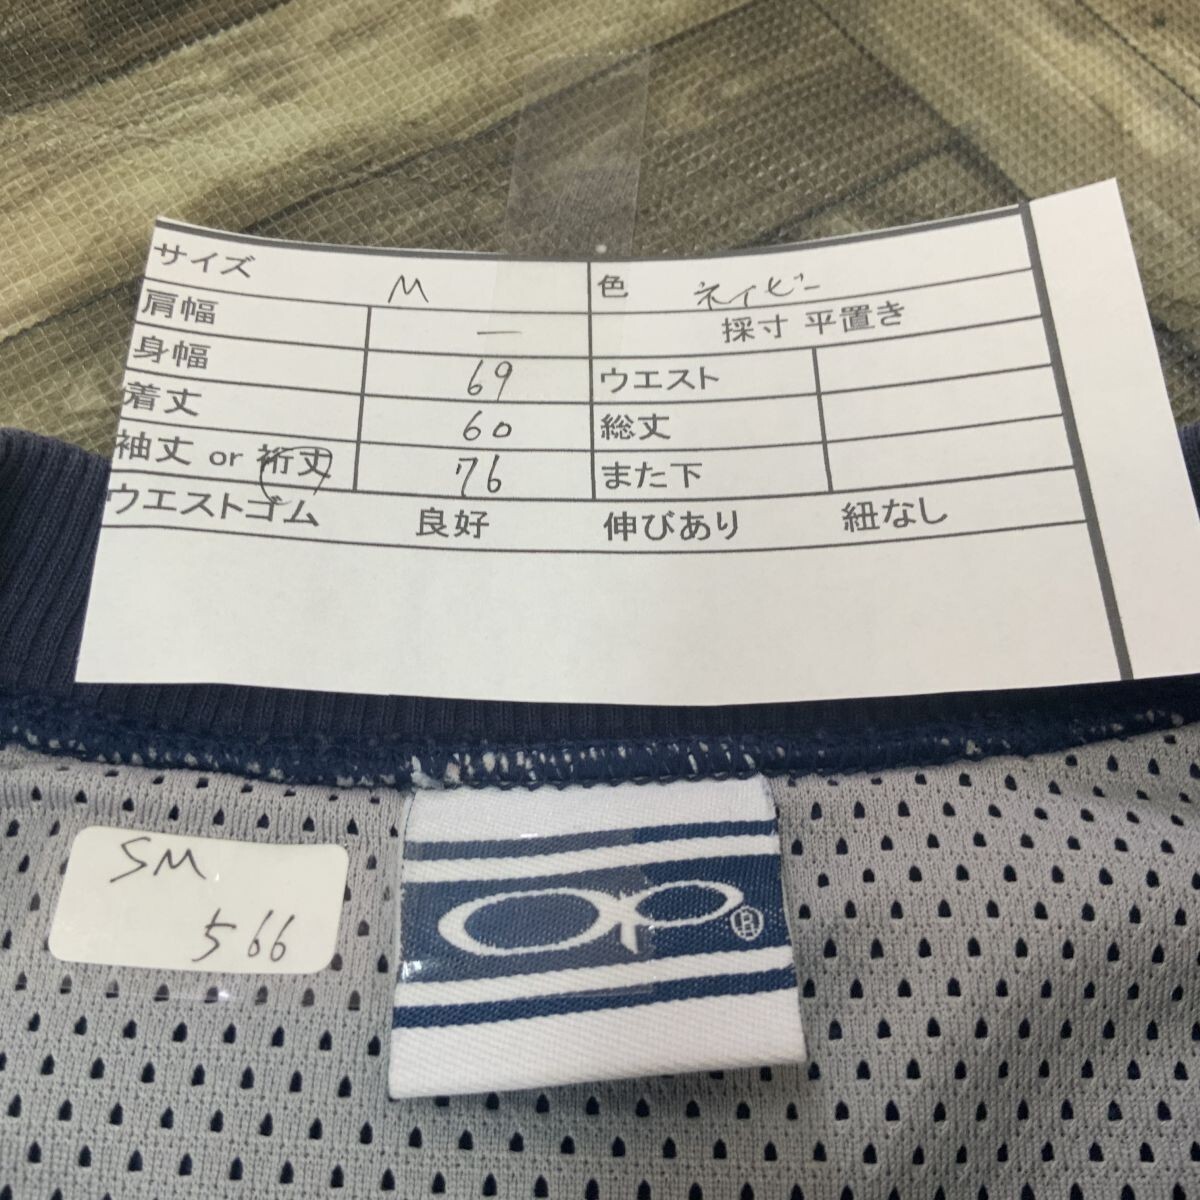 サイズ M 色 ネイビー
肩幅 — 採寸 平置き
身幅 69 ウエスト
着丈 60 総丈
袖丈 or 裄丈 76 また下
ウエストゴム 良好 伸びあり 紐なし
SM
566
OP ®